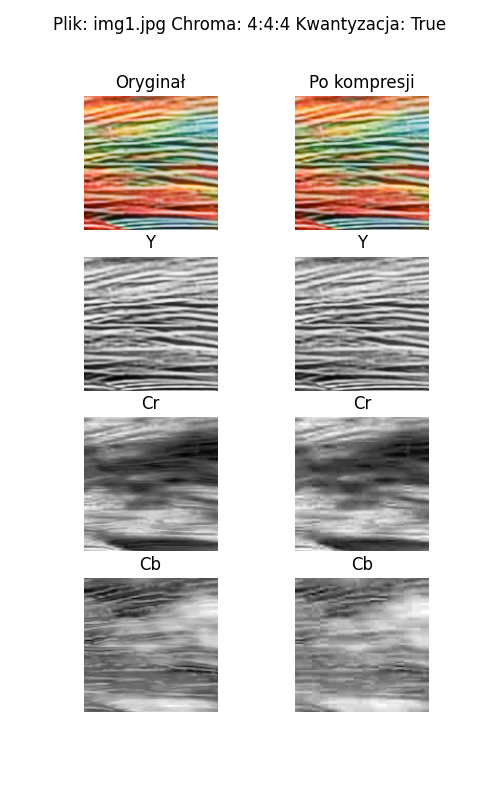 Plik: img1.jpg Chroma: 4:4:4 Kwantyzacja: True
Oryginał
Po kompresji
Y
Y
Cr
Cr
Cb
Cb